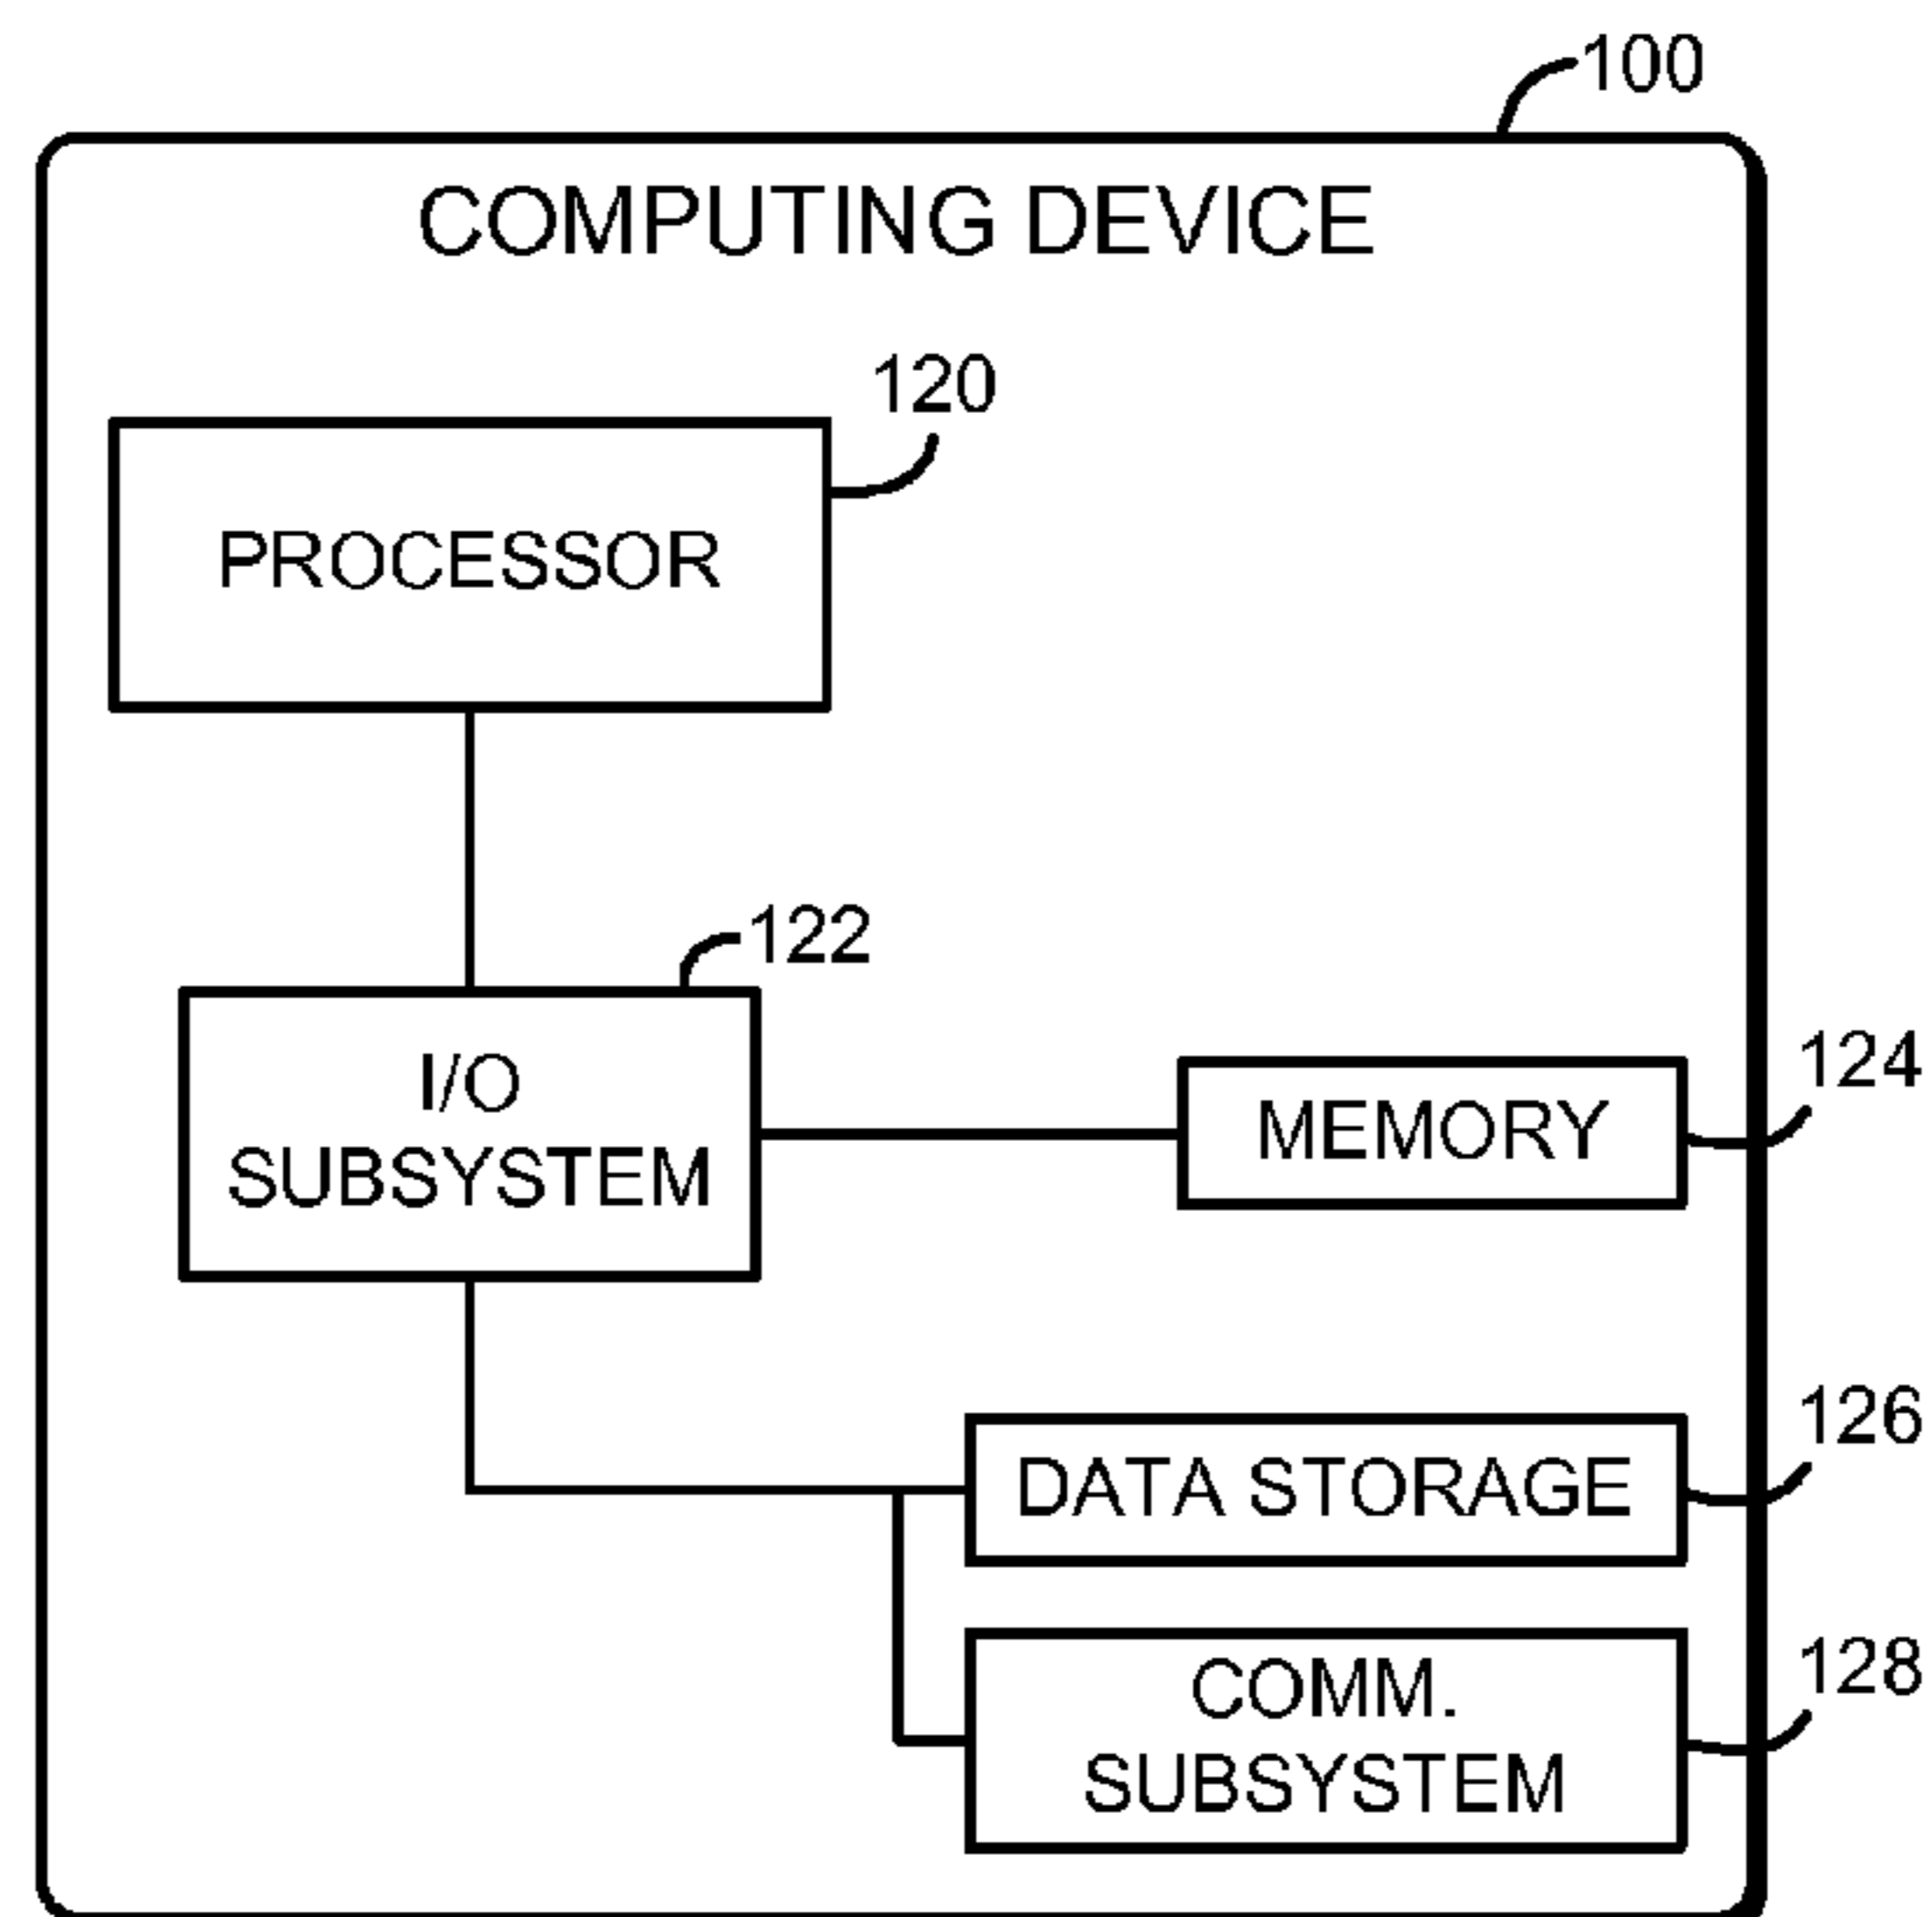 100
COMPUTING DEVICE
120
PROCESSOR
122
I/O
SUBSYSTEM
124
MEMORY
126
DATA STORAGE
128
COMM.
SUBSYSTEM